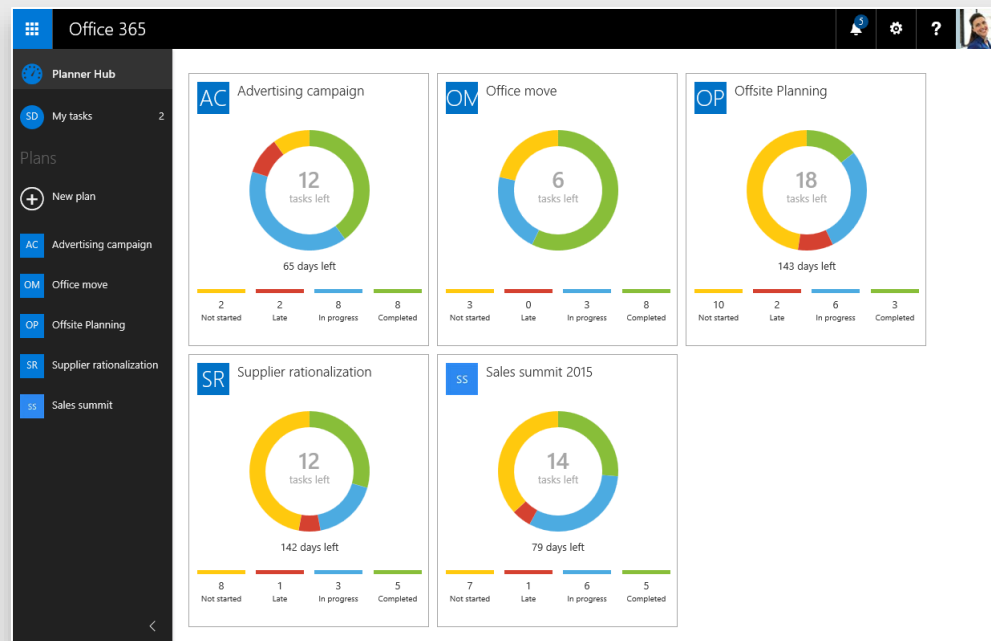 Office 365
5
?
Planner Hub
SD My tasks 2
Plans
New plan
AC Advertising campaign
OM Office move
OP Offsite Planning
SR Supplier rationalization
SS Sales summit
AC Advertising campaign
12
tasks left
65 days left
2 2 8 8
Not started Late In progress Completed
OM Office move
6
tasks left
3 0 3 8
Not started Late In progress Completed
OP Offsite Planning
18
tasks left
143 days left
10 2 6 3
Not started Late In progress Completed
SR Supplier rationalization
12
tasks left
142 days left
8 1 3 5
Not started Late In progress Completed
SS Sales summit 2015
14
tasks left
79 days left
7 1 6 5
Not started Late In progress Completed